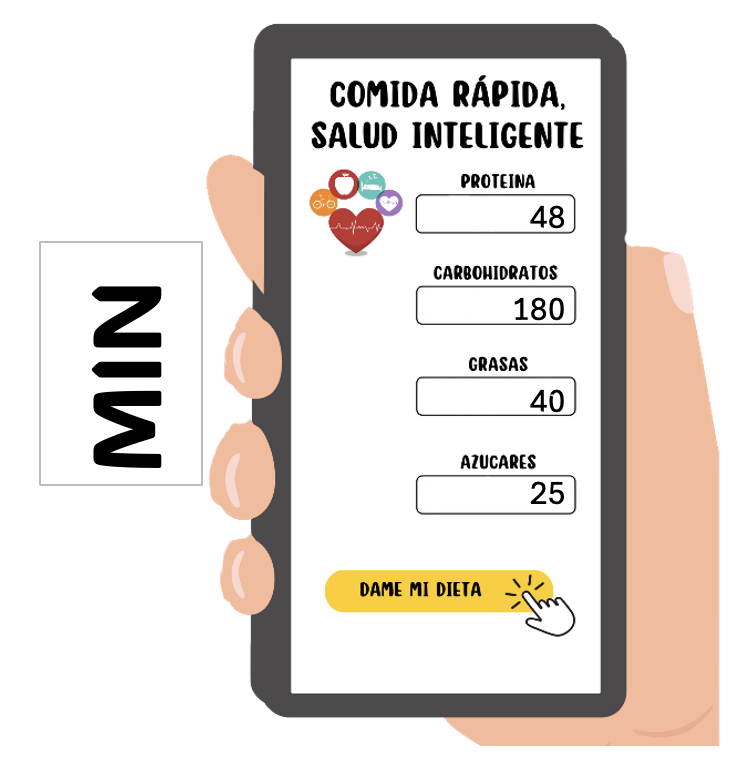 MIN
COMIDA RÁPIDA,
SALUD INTELIGENTE
PROTEINA
48
CARBOHIDRATOS
180
GRASAS
40
AZUCARES
25
DAME MI DIETA